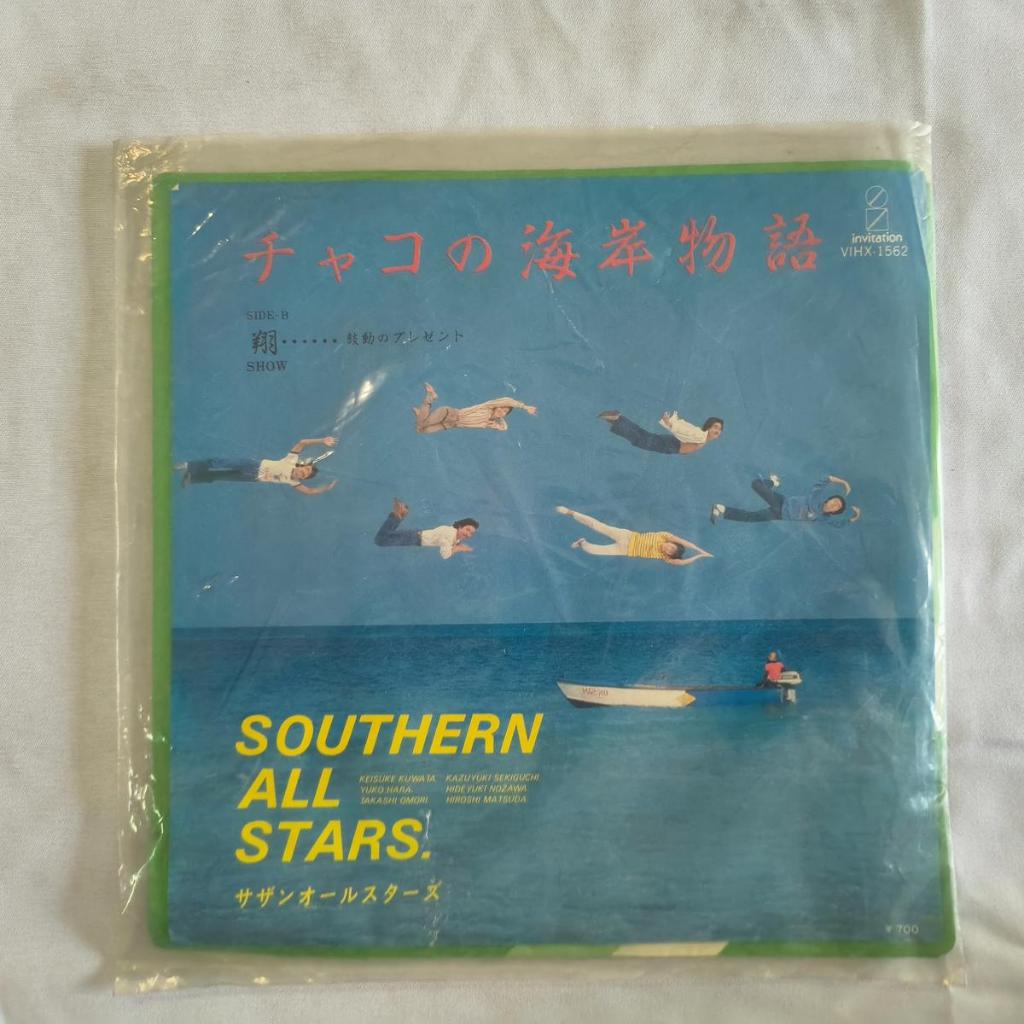 invitation
VIHX-1562
チャコの海岸物語
SIDE-B
翔‥‥‥鼓動のプレゼント
SHOW
SOUTHERN
ALL
STARS.
KEISUKE KUWATA KAZUYUKI SEKIGUCHI
YUKO HARA HIDEYUKI NOZAWA
TAKASHI OMORI HIROSHI MATSUDA
サザンオールスターズ
¥700